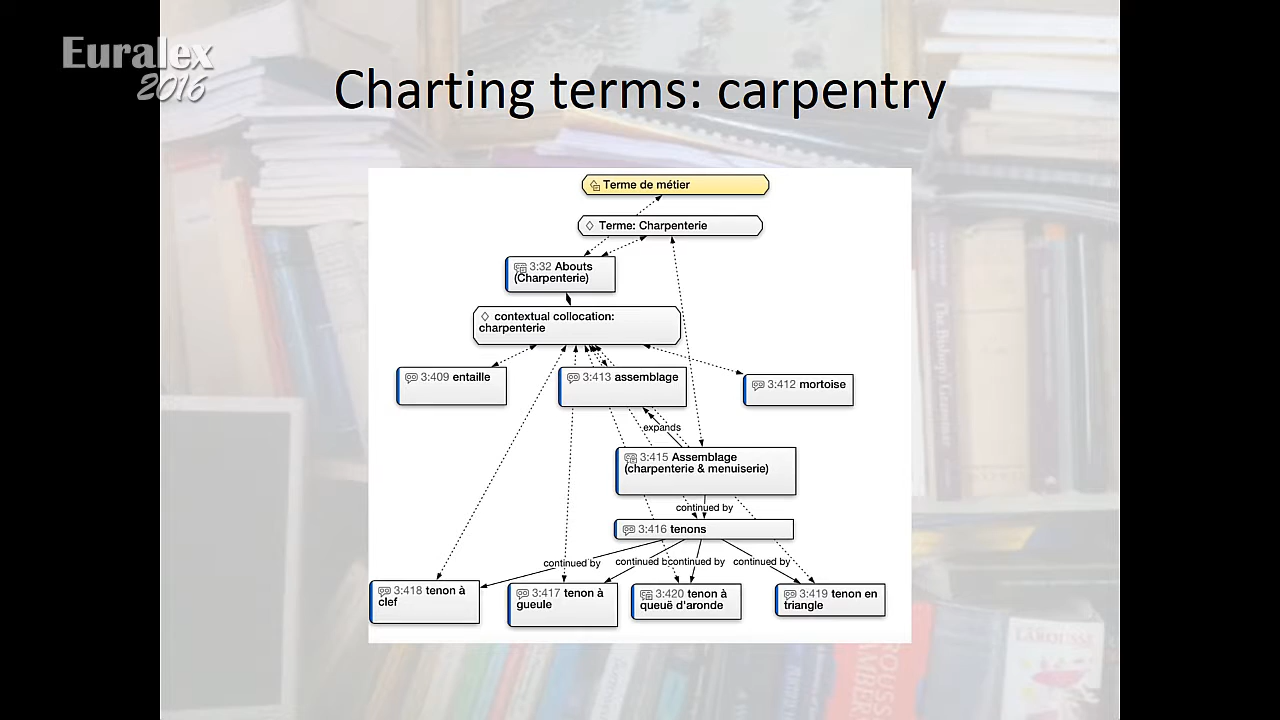 Euralex
2016
Charting terms: carpentry
Terme de métier
Terme: Charpenterie
3:32 Abouts
(Charpenterie)
contextual collocation:
charpenterie
3:409 entaille
3:413 assemblage
3:412 mortoise
expands
3:415 Assemblage
(charpenterie & menuiserie)
continued by
3:416 tenons
continued by
continued b
continued by
continued by
3:418 tenon à
clef
3:417 tenon à
gueule
3:420 tenon à
queuë d'aronde
3:419 tenon en
triangle
LAROUSSE